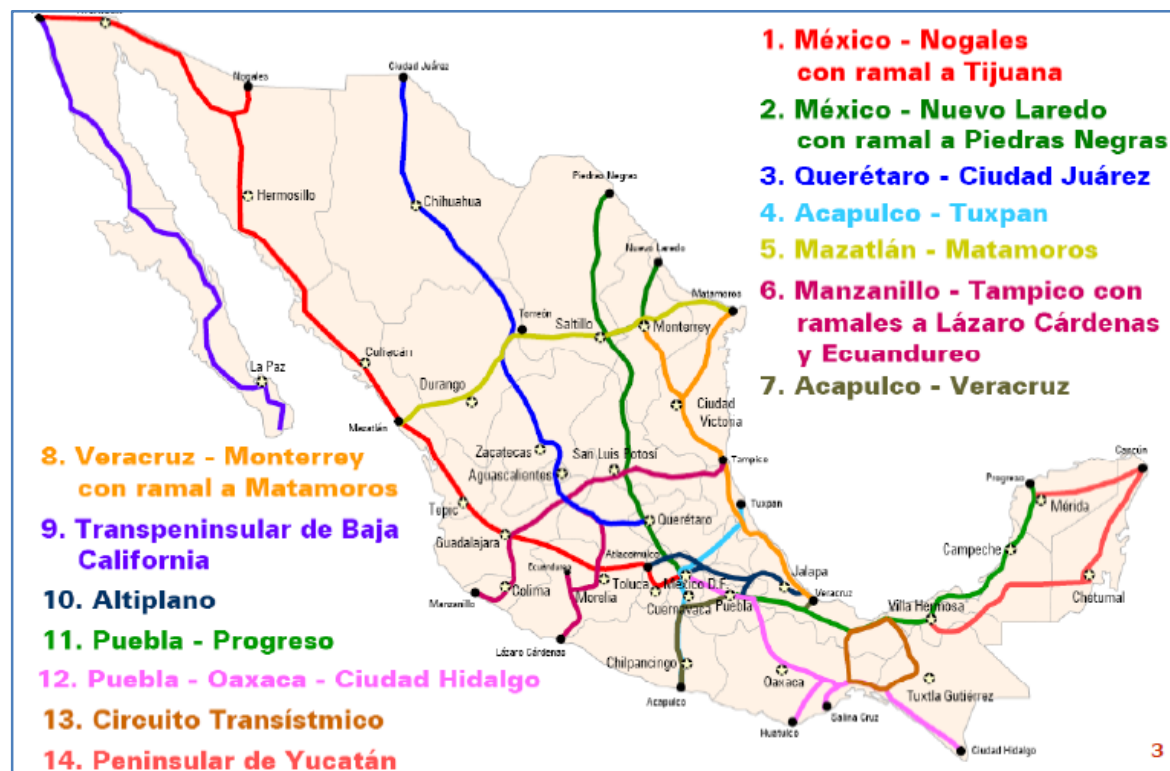 1. México - Nogales
con ramal a Tijuana
2. México - Nuevo Laredo
con ramal a Piedras Negras
3. Querétaro - Ciudad Juárez
4. Acapulco - Tuxpan
5. Mazatlán - Matamoros
6. Manzanillo - Tampico con
ramales a Lázaro Cárdenas
y Ecuandureo
7. Acapulco - Veracruz
8. Veracruz - Monterrey
con ramal a Matamoros
9. Transpeninsular de Baja
California
10. Altiplano
11. Puebla - Progreso
12. Puebla - Oaxaca - Ciudad Hidalgo
13. Circuito Transístmico
14. Peninsular de Yucatán
Nogales
Ciudad Juárez
Hermosillo
Chihuahua
Piedras Negras
Nuevo Laredo
Matamoros
Torreón
Saltillo
Monterrey
Culiacán
La Paz
Durango
Ciudad
Victoria
Mazatlán
Zacatecas
San Luis Potosí
Aguascalientes
Tampico
Tuxpan
Tepic
Querétaro
Guadalajara
Atlacomulco
Ecuandureo
Toluca
México D.F.
Jalapa
Manzanillo
Colima
Morelia
Cuernavaca
Puebla
Veracruz
Lázaro Cárdenas
Chilpancingo
Acapulco
Oaxaca
Huatulco
Salina Cruz
Tuxtla Gutiérrez
Ciudad Hidalgo
Villa Hermosa
Campeche
Progreso
Mérida
Cancún
Chetumal
3